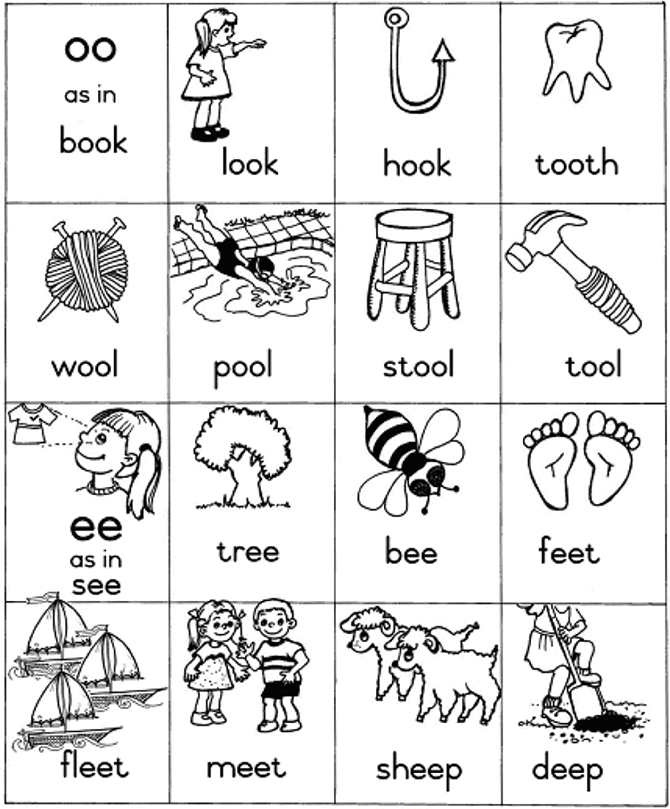 oo
as in
book
look
hook
tooth
wool
pool
stool
tool
ee
as in
see
tree
bee
feet
fleet
meet
sheep
deep